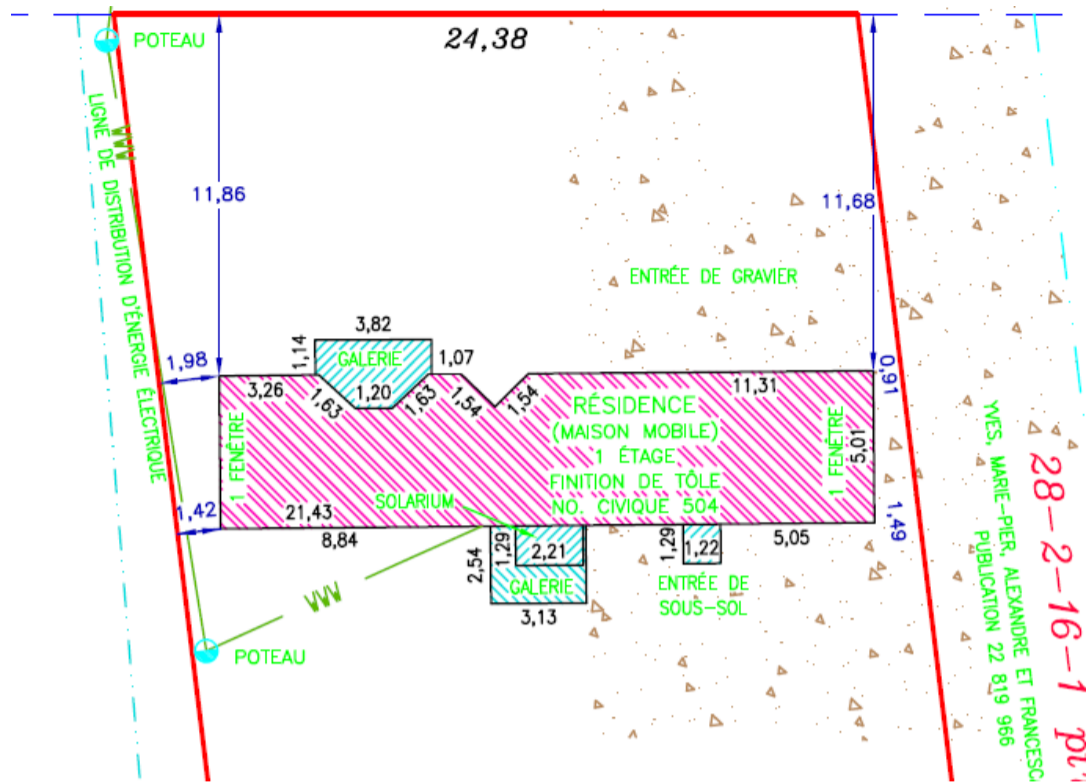 POTEAU
24,38
LIGNE DE DISTRIBUTION D'ÉNERGIE ÉLECTRIQUE
11,86
11,68
ENTRÉE DE GRAVIER
3,82
1,14
GALERIE
1,07
1,98
3,26
1,63
1,20
1,63
1,54
1,54
11,31
0,91
RÉSIDENCE
(MAISON MOBILE)
1 ÉTAGE
FINITION DE TÔLE
NO. CIVIQUE 504
1 FENÊTRE
1 FENÊTRE
5,01
SOLARIUM
21,43
1,42
8,84
2,54
1,29
2,21
GALERIE
3,13
1,29
1,22
5,05
1,49
ENTRÉE DE
SOUS-SOL
POTEAU
28-2-16-1
YVES, MARIE-PIER, ALEXANDRE ET
PUBLICATION 22 819 966